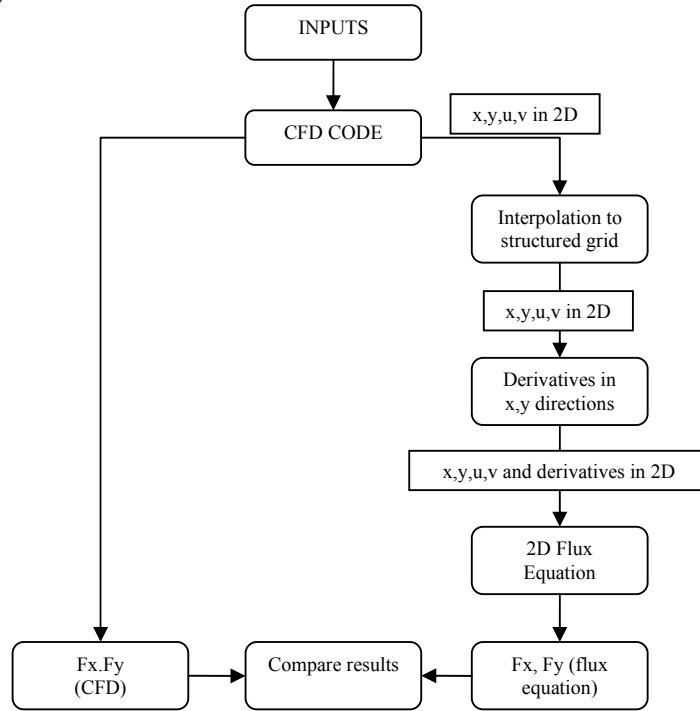 INPUTS
CFD CODE
x,y,u,v in 2D
Interpolation to
structured grid
x,y,u,v in 2D
Derivatives in
x,y directions
x,y,u,v and derivatives in 2D
2D Flux
Equation
Fx.Fy
(CFD)
Compare results
Fx, Fy (flux
equation)